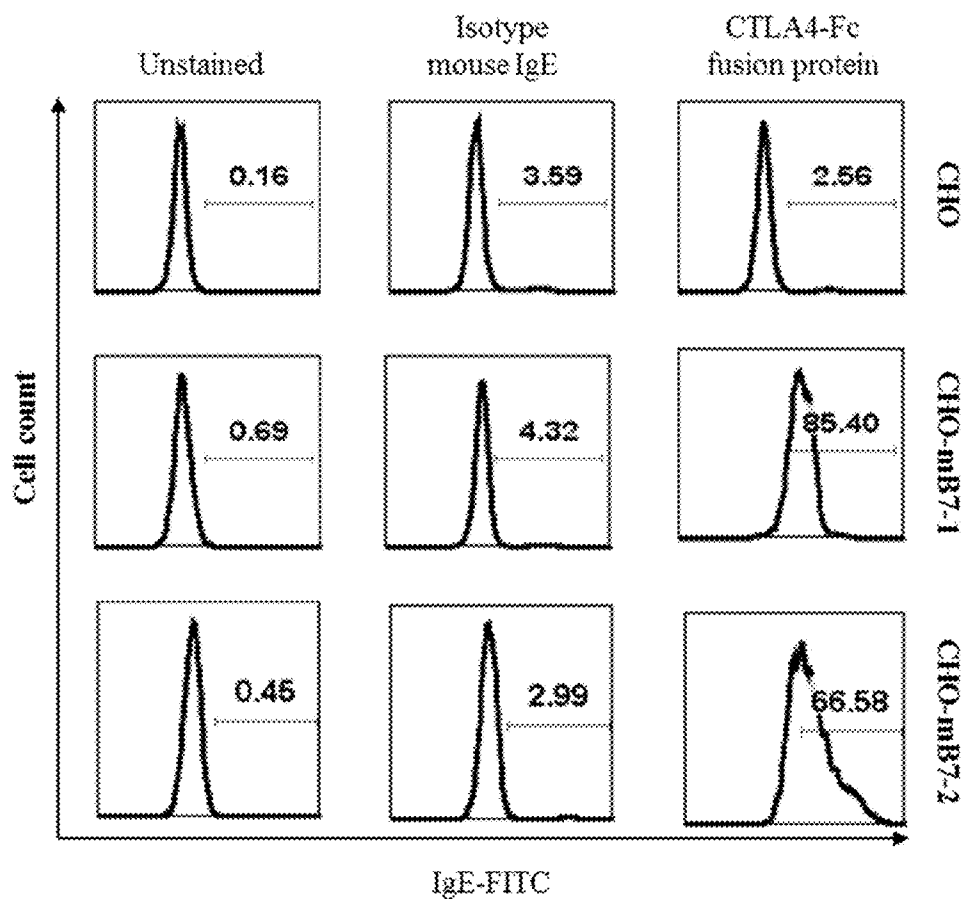 Unstained
Isotype
mouse IgE
CTLA4-Fc
fusion protein
0.16
3.59
2.56
CHO
0.69
4.32
85.40
CHO-mB7-1
0.45
2.99
66.58
CHO-mB7-2
Cell count
IgE-FITC